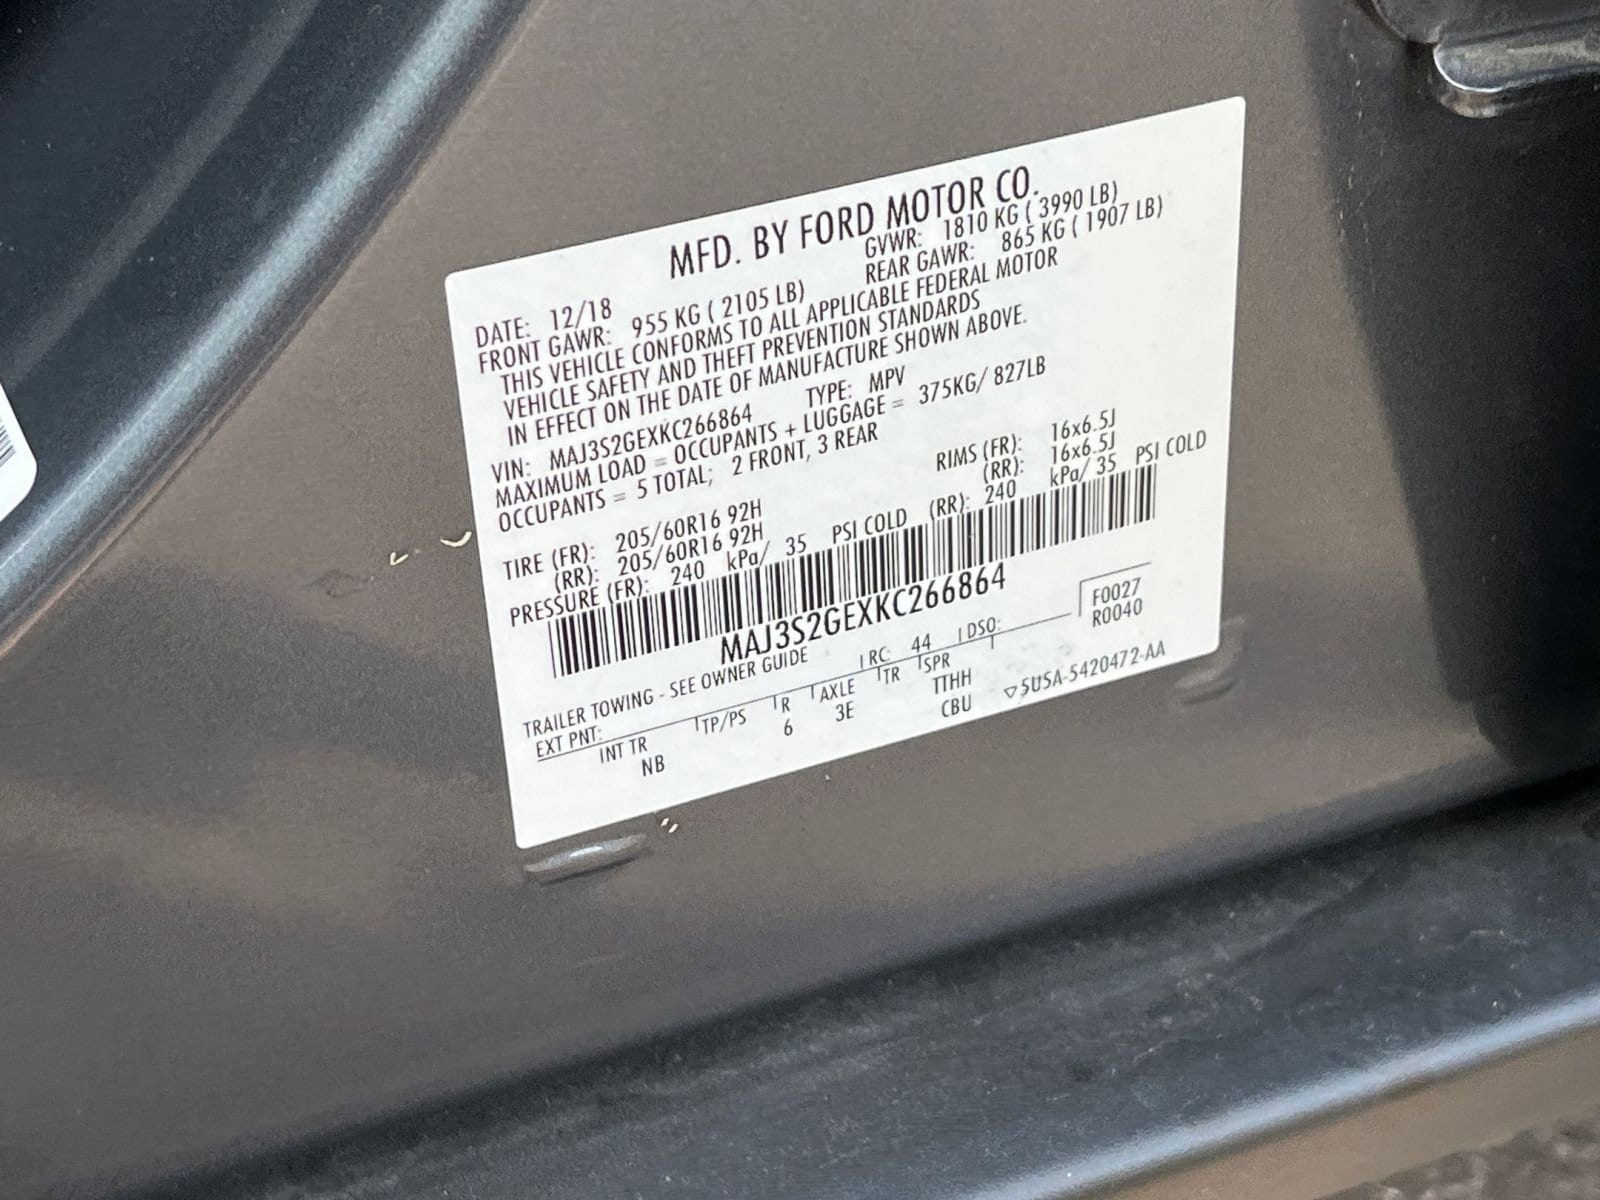 MFD. BY FORD MOTOR CO.
DATE: 12/18 GVWR: 1810 KG ( 3990 LB)
FRONT GAWR: 955 KG ( 2105 LB) REAR GAWR: 865 KG ( 1907 LB)
THIS VEHICLE CONFORMS TO ALL APPLICABLE FEDERAL MOTOR
VEHICLE SAFETY AND THEFT PREVENTION STANDARDS
IN EFFECT ON THE DATE OF MANUFACTURE SHOWN ABOVE.
VIN: MAJ3S2GEXKC266864 TYPE: MPV
MAXIMUM LOAD = OCCUPANTS + LUGGAGE = 375KG/ 827LB
OCCUPANTS = 5 TOTAL; 2 FRONT, 3 REAR
TIRE (FR): 205/60R16 92H RIMS (FR): 16x6.5J
(RR): 205/60R16 92H (RR): 16x6.5J
PRESSURE (FR): 240 kPa/ 35 PSI COLD (RR): 240 kPa/ 35 PSI COLD
MAJ3S2GEXKC266864
F0027
R0040
TRAILER TOWING - SEE OWNER GUIDE
EXT PNT: RC: 44 DSO:
INT TR TP/PS R AXLE TR SPR
NB 6 3E TTHH
CBU
▽5U5A-5420472-AA